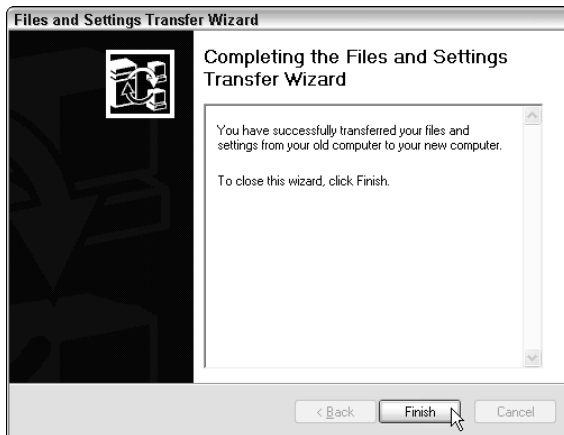 Files and Settings Transfer Wizard
Completing the Files and Settings
Transfer Wizard
You have successfully transferred your files and
settings from your old computer to your new computer.
To close this wizard, click Finish.
< Back Finish Cancel